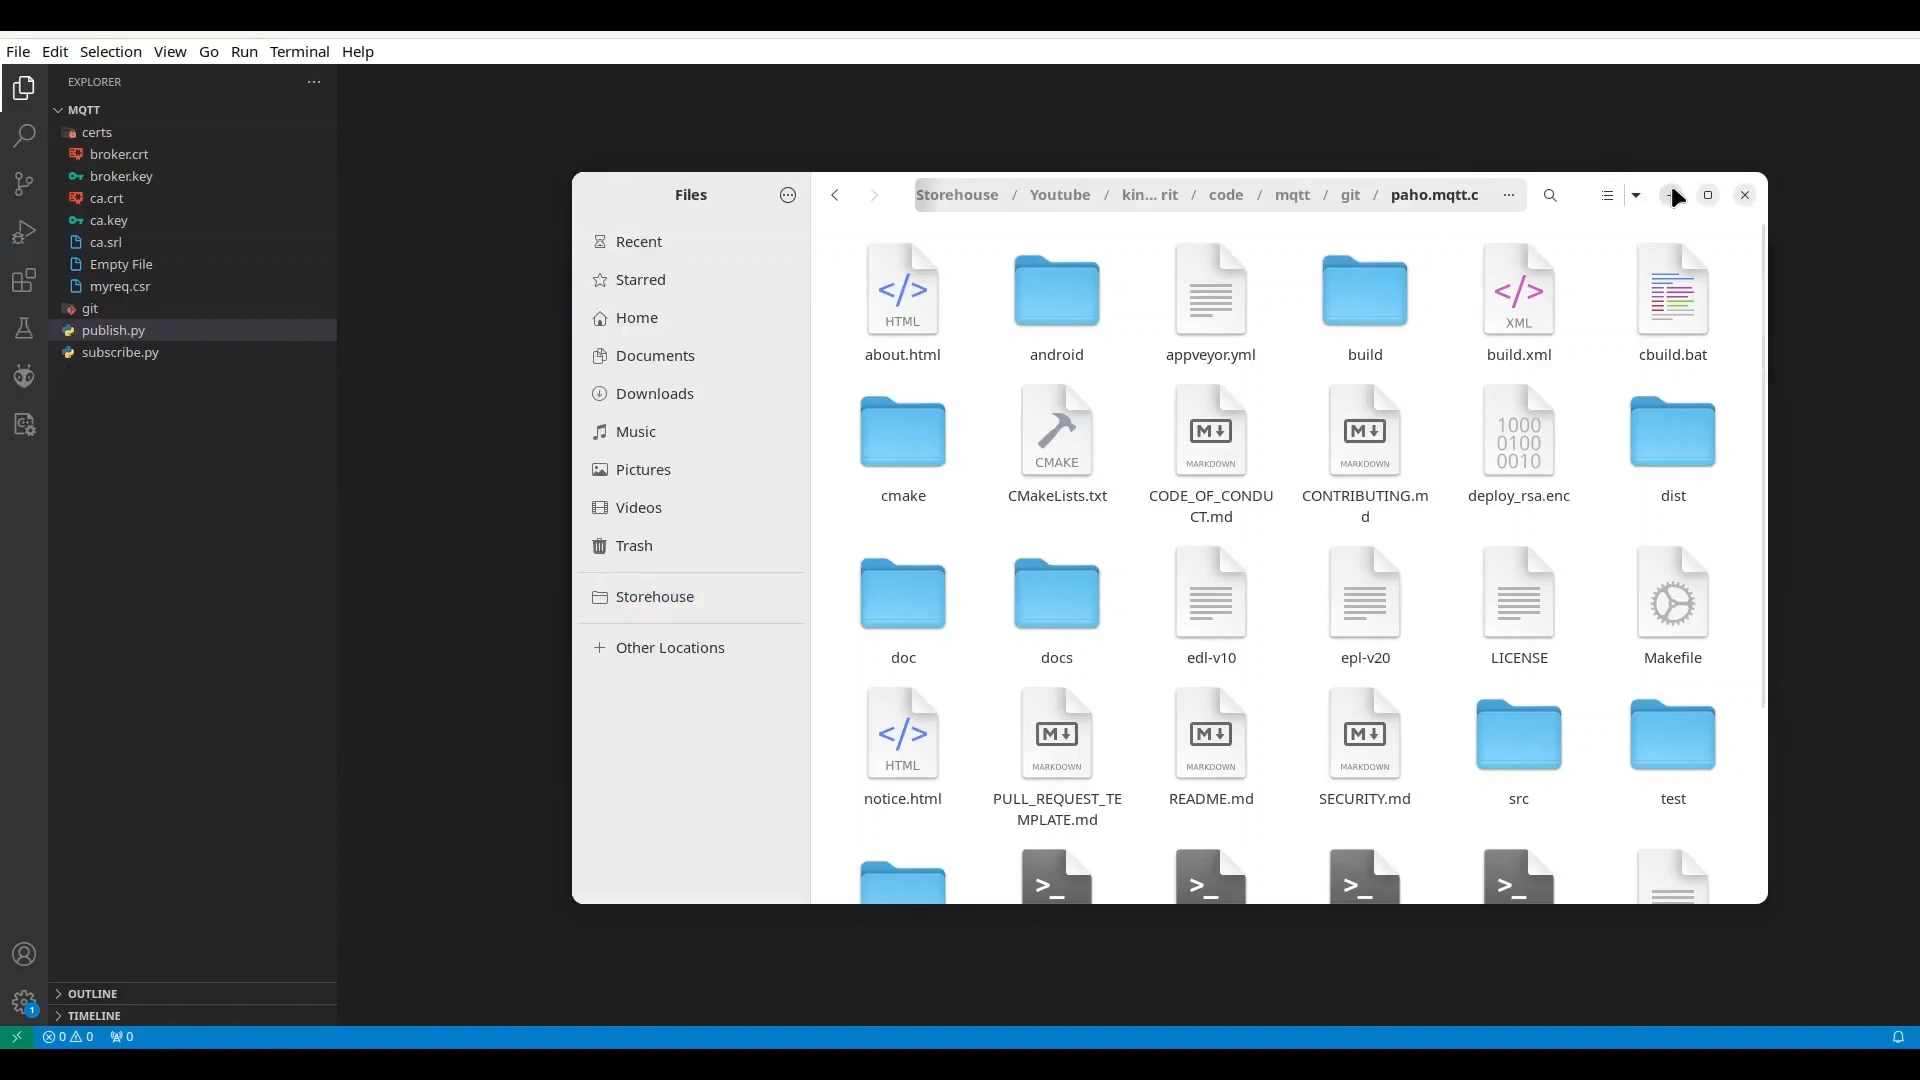 File Edit Selection View Go Run Terminal Help
EXPLORER
MQTT
certs
broker.crt
broker.key
ca.crt
ca.key
ca.srl
Empty File
myreq.csr
git
publish.py
subscribe.py
OUTLINE
TIMELINE
1
0 0 0
Files
Storehouse / Youtube / kin... rit / code / mqtt / git / paho.mqtt.c
Recent
Starred
Home
Documents
Downloads
Music
Pictures
Videos
Trash
Storehouse
Other Locations
</> HTML
</> XML
about.html android appveyor.yml build build.xml cbuild.bat
CMAKE
M MARKDOWN
M MARKDOWN
1000
0100
0010
cmake CMakeLists.txt CODE_OF_CONDU CONTRIBUTING.m deploy_rsa.enc dist
CT.md d
doc docs edl-v10 epl-v20 LICENSE Makefile
</> HTML
M MARKDOWN
M MARKDOWN
M MARKDOWN
notice.html PULL_REQUEST_TE README.md SECURITY.md src test
MPLATE.md
>_ >_ >_ >_